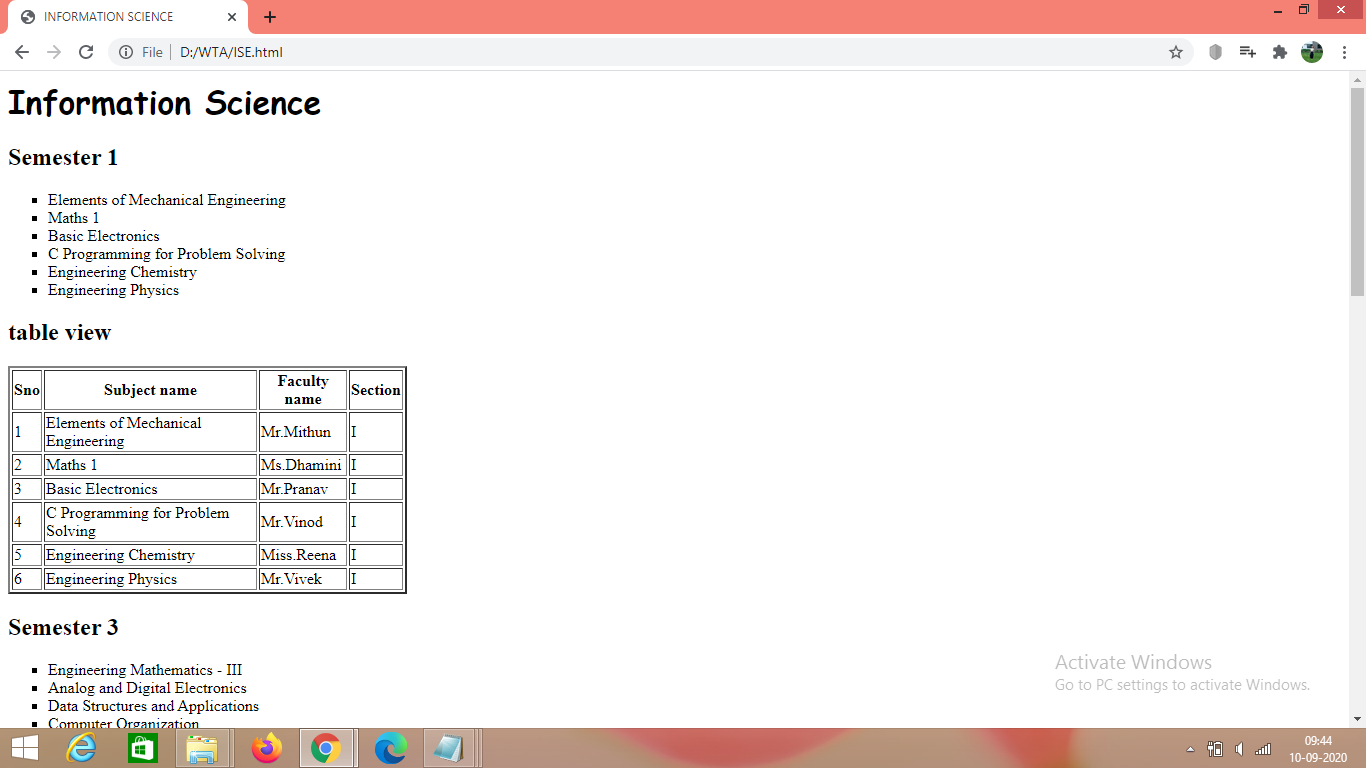 INFORMATION SCIENCE
File D:/WTA/ISE.html
Information Science
Semester 1
Elements of Mechanical Engineering
Maths 1
Basic Electronics
C Programming for Problem Solving
Engineering Chemistry
Engineering Physics
table view
Sno Subject name Faculty name Section
1 Elements of Mechanical Engineering Mr.Mithun I
2 Maths 1 Ms.Dhamini I
3 Basic Electronics Mr.Pranav I
4 C Programming for Problem Solving Mr.Vinod I
5 Engineering Chemistry Miss.Reena I
6 Engineering Physics Mr.Vivek I
Semester 3
Engineering Mathematics - III
Analog and Digital Electronics
Data Structures and Applications
Computer Organization
Activate Windows
Go to PC settings to activate Windows.
09:44
10-09-2020